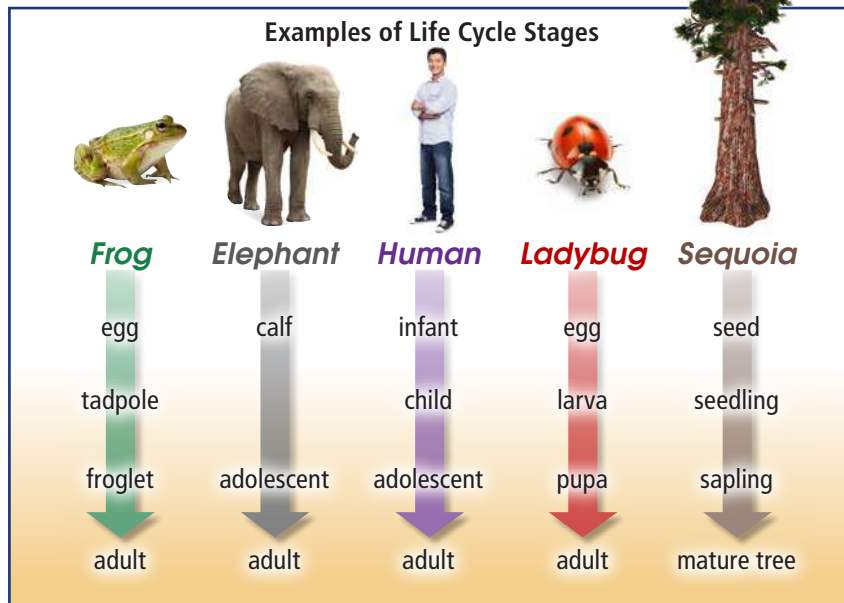 Examples of Life Cycle Stages
Frog Elephant Human Ladybug Sequoia
egg calf infant egg seed
tadpole child larva seedling
froglet adolescent adolescent pupa sapling
adult adult adult adult mature tree